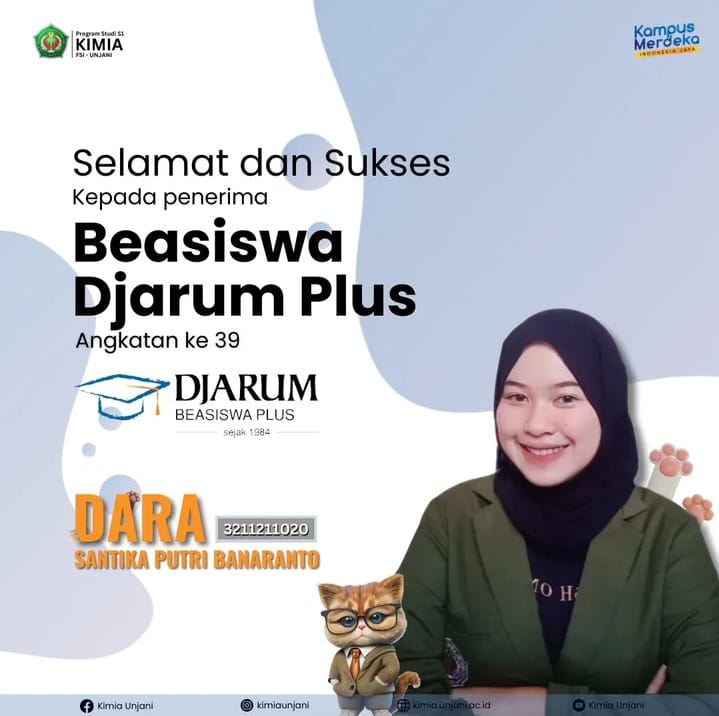 Program Studi S1
KIMIA
FSI - UNJANI
Kampus
Merdeka
INDONESIA JAYA
Selamat dan Sukses
Kepada penerima
Beasiswa
Djarum Plus
Angkatan ke 39
DJARUM
BEASISWA PLUS
sejak 1984
DARA
3211211020
SANTIKA PUTRI BANARANTO
Kimia Unjani
kimiaunjani
kimia.unjani.ac.id
Kimia Unjani